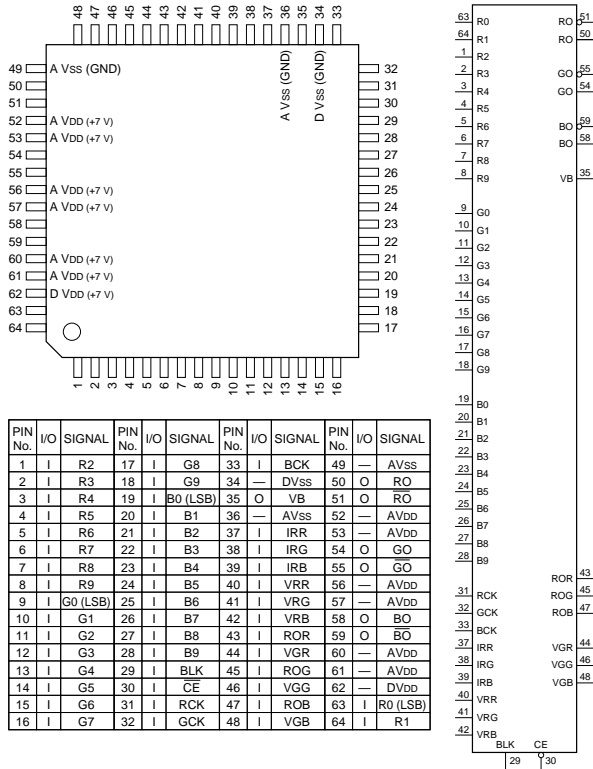 48 47 46 45 44 43 42 41 40 39 38 37 36 35 34 33
49 A VSS (GND)
50
51
52 A VDD (+7 V)
53 A VDD (+7 V)
54
55
56 A VDD (+7 V)
57 A VDD (+7 V)
58
59
60 A VDD (+7 V)
61 A VDD (+7 V)
62 D VDD (+7 V)
63
64
A VSS (GND)
D VSS (GND)
32
31
30
29
28
27
26
25
24
23
22
21
20
19
18
17
1 2 3 4 5 6 7 8 9 10 11 12 13 14 15 16
PIN No. I/O SIGNAL PIN No. I/O SIGNAL PIN No. I/O SIGNAL PIN No. I/O SIGNAL
1 I R2 17 I G8 33 I BCK 49 — AVSS
2 I R3 18 I G9 34 — DVSS 50 O RO
3 I R4 19 I B0 (LSB) 35 O VB 51 O R̅O̅
4 I R5 20 I B1 36 — AVSS 52 — AVDD
5 I R6 21 I B2 37 I IRR 53 — AVDD
6 I R7 22 I B3 38 I IRG 54 O GO
7 I R8 23 I B4 39 I IRB 55 O G̅O̅
8 I R9 24 I B5 40 I VRR 56 — AVDD
9 I G0 (LSB) 25 I B6 41 I VRG 57 — AVDD
10 I G1 26 I B7 42 I VRB 58 O BO
11 I G2 27 I B8 43 I ROR 59 O B̅O̅
12 I G3 28 I B9 44 I VGR 60 — AVDD
13 I G4 29 I BLK 45 I ROG 61 — AVDD
14 I G5 30 I C̅E̅ 46 I VGG 62 — DVDD
15 I G6 31 I RCK 47 I ROB 63 I R0 (LSB)
16 I G7 32 I GCK 48 I VGB 64 I R1
63 R0 RO 51
64 R1 RO 50
1 R2
2 R3 GO 55
3 R4 GO 54
4 R5
5 R6 BO 59
6 R7 BO 58
7 R8
8 R9 VB 35
9 G0
10 G1
11 G2
12 G3
13 G4
14 G5
15 G6
16 G7
17 G8
18 G9
19 B0
20 B1
21 B2
22 B3
23 B4
24 B5
25 B6
26 B7
27 B8
28 B9
ROR 43
31 RCK ROG 45
32 GCK ROB 47
33 BCK
37 IRR VGR 44
38 IRG VGG 46
39 IRB VGB 48
40 VRR
41 VRG
42 VRB
BLK CE
29 30